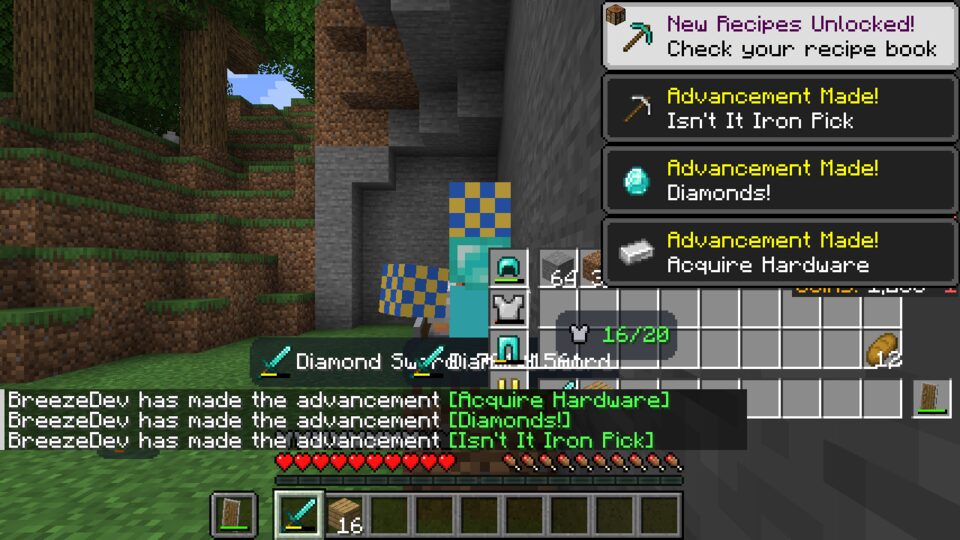 New Recipes Unlocked!
Check your recipe book
Advancement Made!
Isn't It Iron Pick
Advancement Made!
Diamonds!
Advancement Made!
Acquire Hardware
64
16/20
12
Diamond
BreezeDev has made the advancement [Acquire Hardware]
BreezeDev has made the advancement [Diamonds!]
BreezeDev has made the advancement [Isn't It Iron Pick]
16